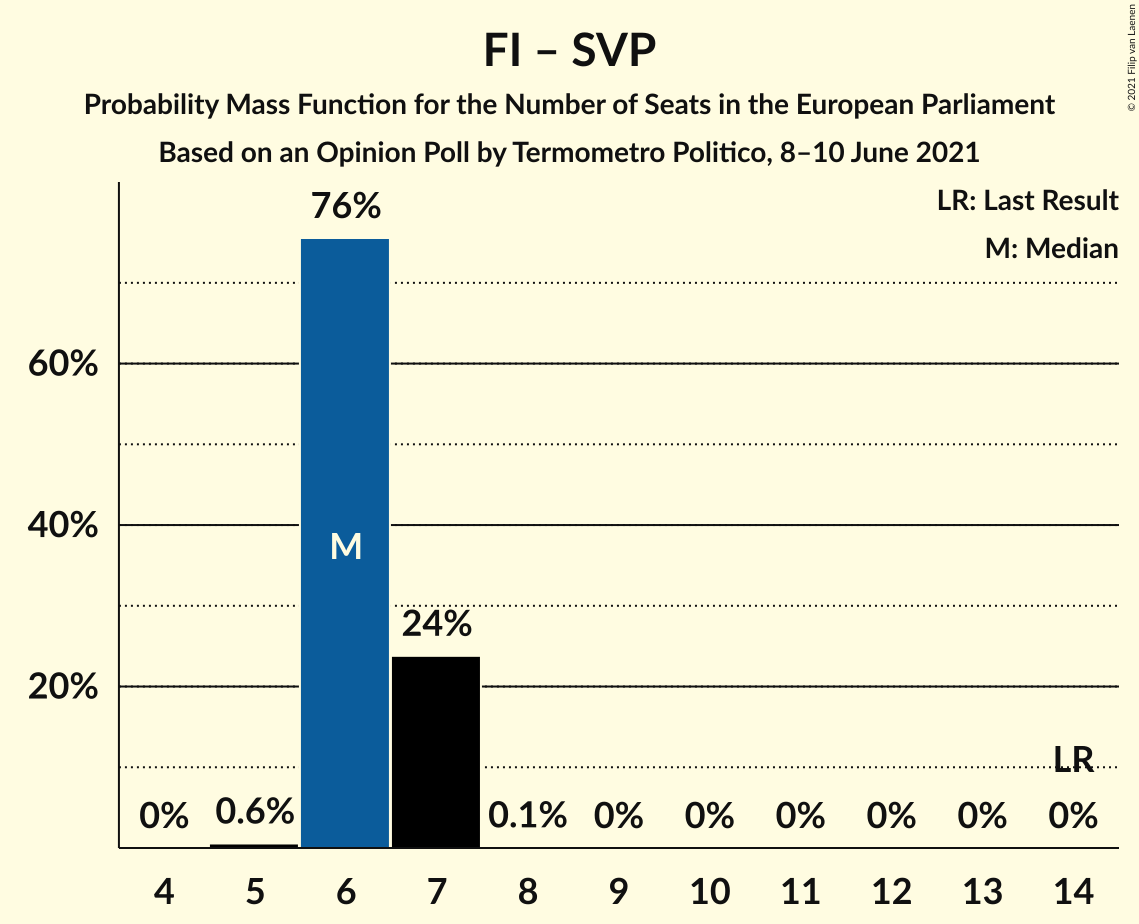 FI – SVP
Probability Mass Function for the Number of Seats in the European Parliament
Based on an Opinion Poll by Termometro Politico, 8–10 June 2021
© 2021 Filip van Laenen
LR: Last Result
M: Median
76%
60%
40%
M
24%
20%
LR
0% 0.6% 0.1% 0% 0% 0% 0% 0% 0%
4 5 6 7 8 9 10 11 12 13 14